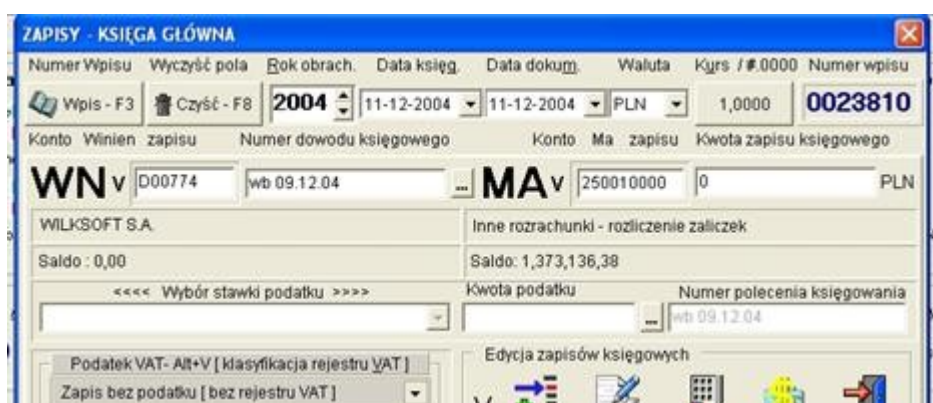 ZAPISY - KSIĘGA GŁÓWNA
Numer Wpisu Wyczyść pola Rok obrach. Data księg. Data dokum. Waluta Kurs / #.0000 Numer wpisu
Wpis - F3 Czyść - F8 2004 11-12-2004 11-12-2004 PLN 1,0000 0023810
Konto Winien zapisu Numer dowodu księgowego Konto Ma zapisu Kwota zapisu księgowego
WN v D00774 wb 09.12.04 ... MA v 250010000 0 PLN
WILKSOFT S.A. Inne rozrachunki - rozliczenie zaliczek
Saldo : 0,00 Saldo: 1,373,136,38
<<<< Wybór stawki podatku >>>> Kwota podatku Numer polecenia księgowania
... wb 09.12.04
Podatek VAT- Alt+V [ klasyfikacja rejestru VAT ] Edycja zapisów księgowych
Zapis bez podatku [ bez rejestru VAT ]